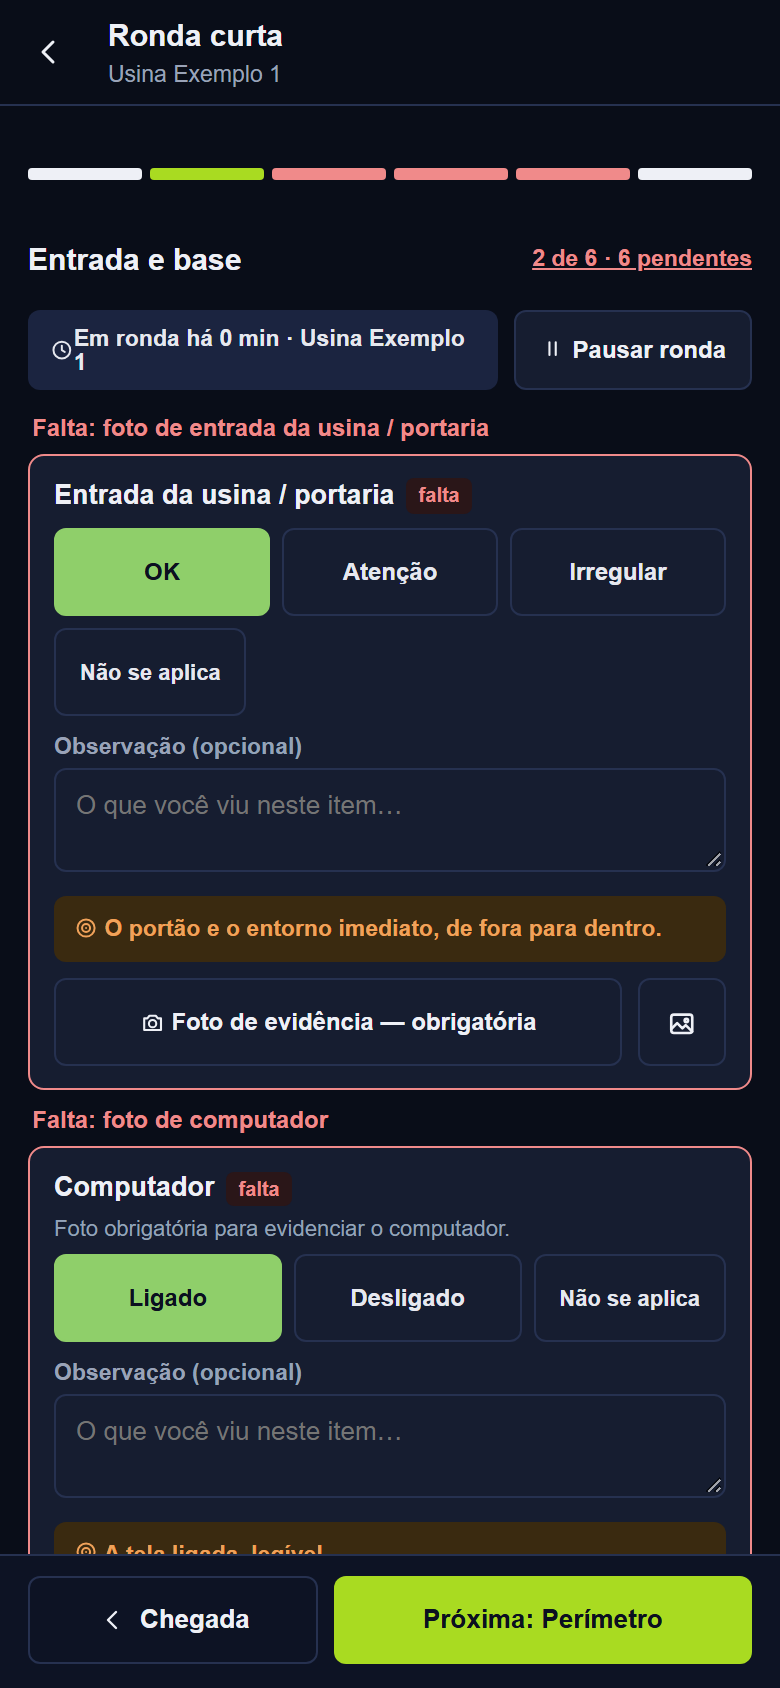 Ronda curta
Usina Exemplo 1
Entrada e base
2 de 6 · 6 pendentes
Em ronda há 0 min · Usina Exemplo
1
Pausar ronda
Falta: foto de entrada da usina / portaria
Entrada da usina / portaria
falta
OK
Atenção
Irregular
Não se aplica
Observação (opcional)
O que você viu neste item…
O portão e o entorno imediato, de fora para dentro.
Foto de evidência — obrigatória
Falta: foto de computador
Computador
falta
Foto obrigatória para evidenciar o computador.
Ligado
Desligado
Não se aplica
Observação (opcional)
O que você viu neste item…
A tela ligada, legível
Chegada
Próxima: Perímetro